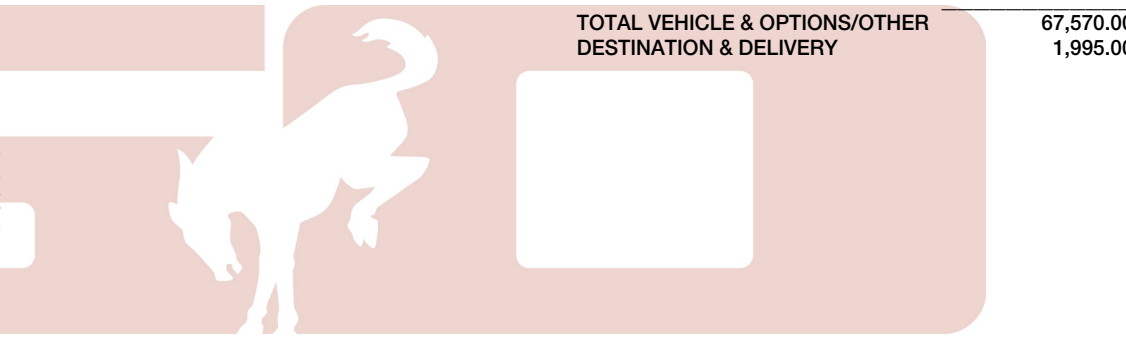 TOTAL VEHICLE & OPTIONS/OTHER 67,570.00
DESTINATION & DELIVERY 1,995.00